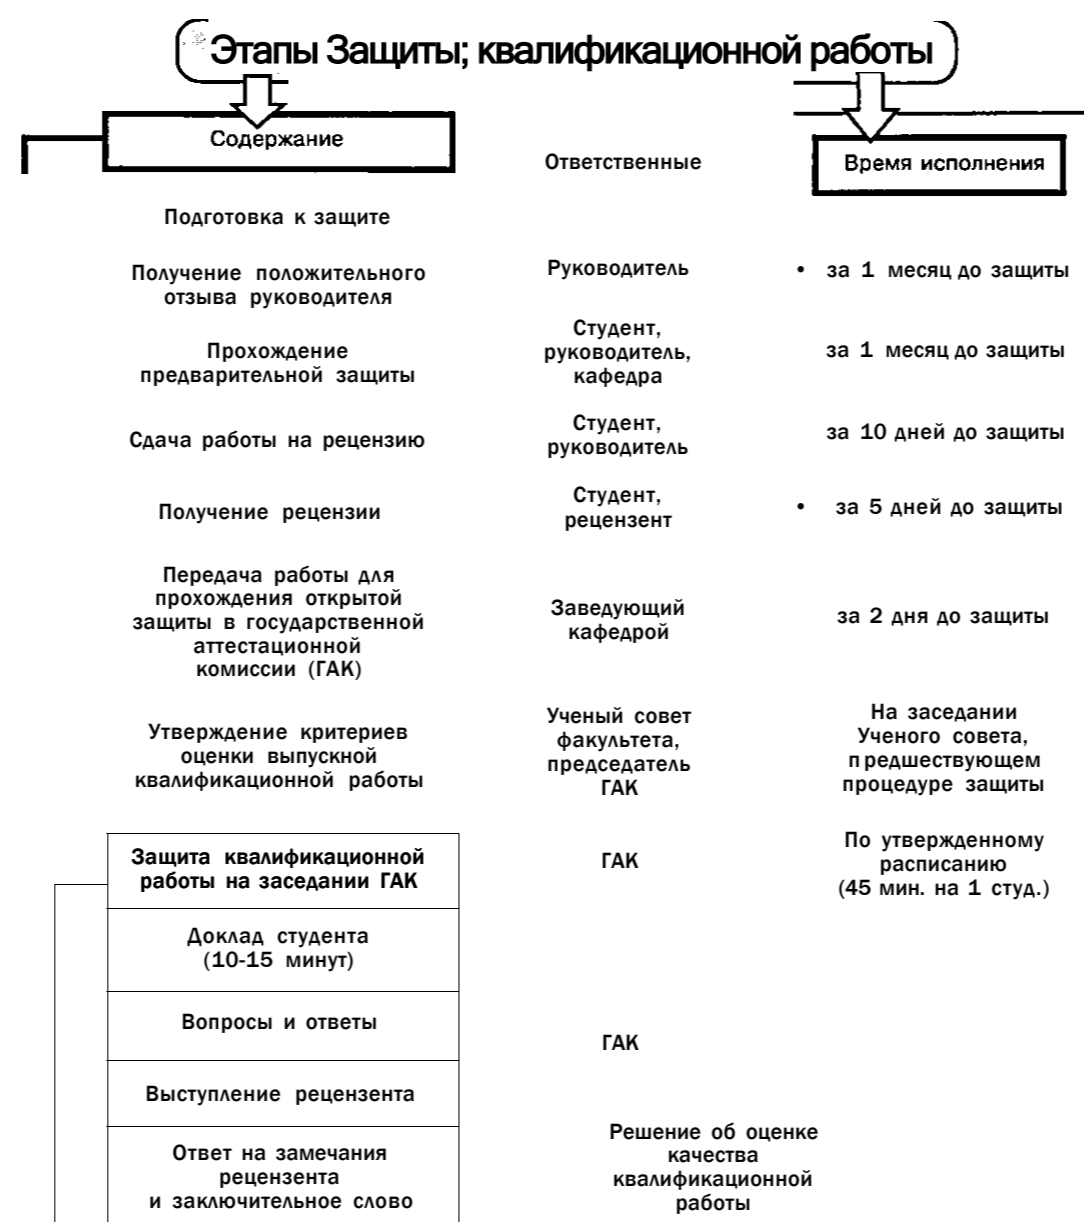 Этапы Защиты; квалификационной работы
Содержание
Ответственные
Время исполнения
Подготовка к защите
Получение положительного
отзыва руководителя
Руководитель
• за 1 месяц до защиты
Прохождение
предварительной защиты
Студент,
руководитель,
кафедра
за 1 месяц до защиты
Сдача работы на рецензию
Студент,
руководитель
за 10 дней до защиты
Получение рецензии
Студент,
рецензент
• за 5 дней до защиты
Передача работы для
прохождения открытой
защиты в государственной
аттестационной
комиссии (ГАК)
Заведующий
кафедрой
за 2 дня до защиты
Утверждение критериев
оценки выпускной
квалификационной работы
Ученый совет
факультета,
председатель
ГАК
На заседании
Ученого совета,
п редшествующем
процедуре защиты
Защита квалификационной
работы на заседании ГАК
ГАК
По утвержденному
расписанию
(45 мин. на 1 студ.)
Доклад студента
(10-15 минут)
Вопросы и ответы
ГАК
Выступление рецензента
Ответ на замечания
рецензента
и заключительное слово
Решение об оценке
качества
квалификационной
работы